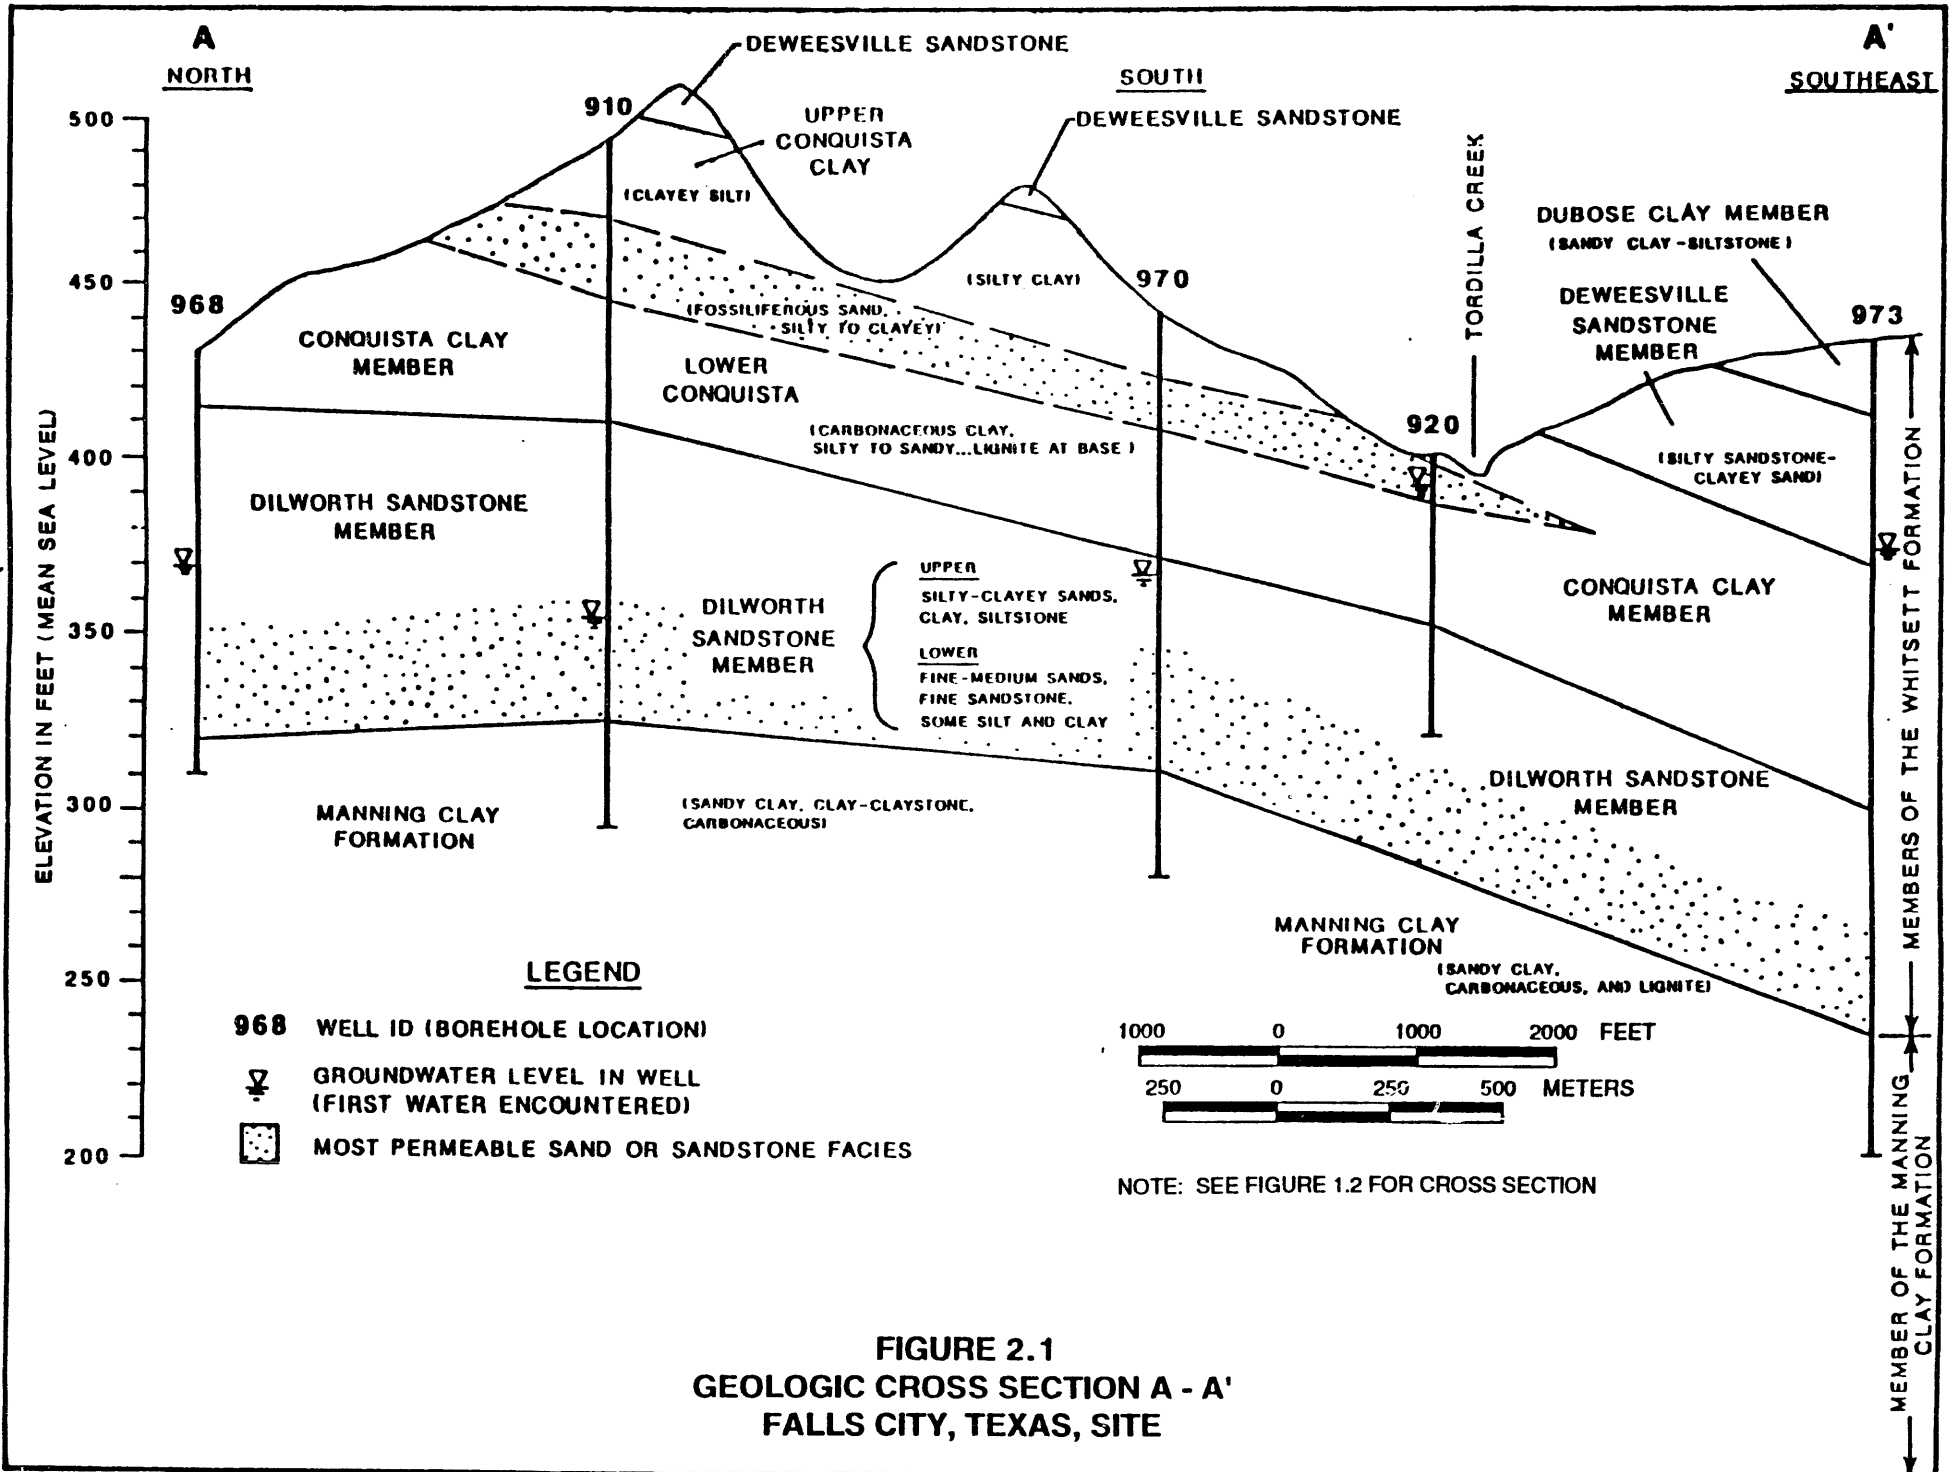 A
NORTH
DEWEESVILLE SANDSTONE
910
UPPER
CONQUISTA
CLAY
(CLAYEY SILT)
SOUTH
DEWEESVILLE SANDSTONE
A'
SOUTHEAST
TORDILLA CREEK
DUBOSE CLAY MEMBER
(SANDY CLAY-SILTSTONE)
DEWEESVILLE
SANDSTONE
MEMBER
973
968
970
(SILTY CLAY)
(FOSSILIFEROUS SAND,
SILTY TO CLAYEY)
CONQUISTA CLAY
MEMBER
LOWER
CONQUISTA
(CARBONACEOUS CLAY,
SILTY TO SANDY...LIGNITE AT BASE)
920
(SILTY SANDSTONE-
CLAYEY SAND)
DILWORTH SANDSTONE
MEMBER
DILWORTH
SANDSTONE
MEMBER
UPPER
SILTY-CLAYEY SANDS,
CLAY, SILTSTONE
LOWER
FINE-MEDIUM SANDS,
FINE SANDSTONE,
SOME SILT AND CLAY
CONQUISTA CLAY
MEMBER
DILWORTH SANDSTONE
MEMBER
MANNING CLAY
FORMATION
(SANDY CLAY, CLAY-CLAYSTONE,
CARBONACEOUS)
MANNING CLAY
FORMATION
(SANDY CLAY,
CARBONACEOUS, AND LIGNITE)
ELEVATION IN FEET (MEAN SEA LEVEL)
500
450
400
350
300
250
200
MEMBERS OF THE WHITSETT FORMATION
MEMBER OF THE MANNING
CLAY FORMATION
LEGEND
968 WELL ID (BOREHOLE LOCATION)
GROUNDWATER LEVEL IN WELL
(FIRST WATER ENCOUNTERED)
MOST PERMEABLE SAND OR SANDSTONE FACIES
1000 0 1000 2000 FEET
250 0 250 500 METERS
NOTE: SEE FIGURE 1.2 FOR CROSS SECTION
FIGURE 2.1
GEOLOGIC CROSS SECTION A - A'
FALLS CITY, TEXAS, SITE